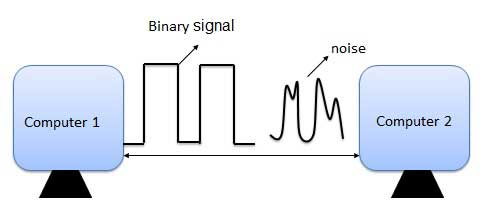 Binary signal
noise
Computer 1
Computer 2